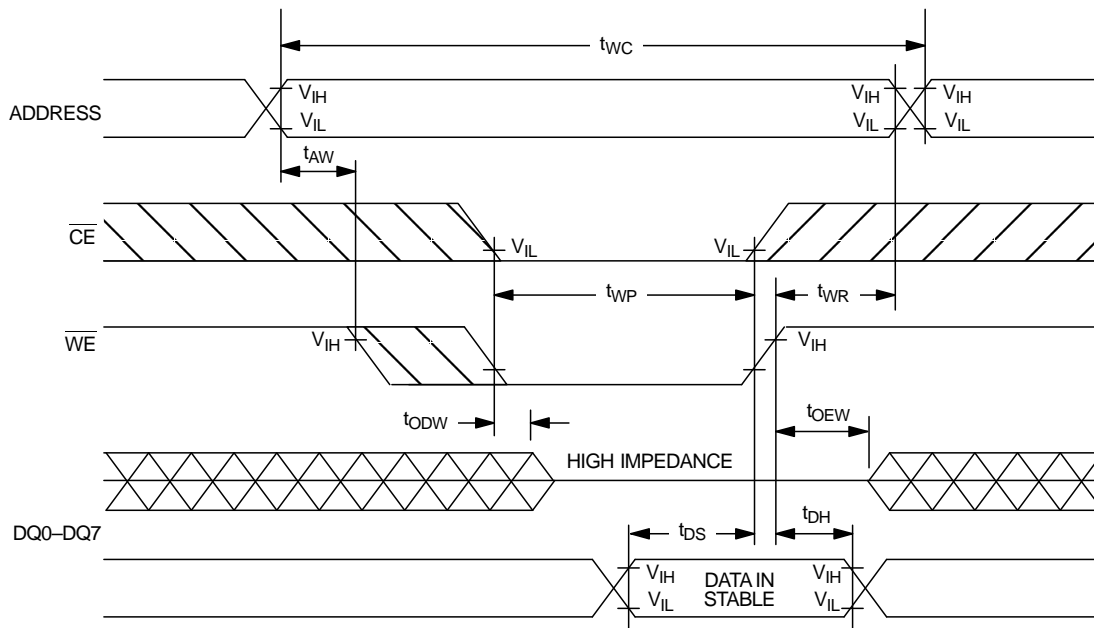 tWC
ADDRESS
VIH
VIL
VIH
VIL
VIH
VIL
tAW
CE
VIL
VIL
tWP
tWR
WE
VIH
VIH
tODW
tOEW
HIGH IMPEDANCE
DQ0–DQ7
tDS
tDH
VIH
VIL
DATA IN
STABLE
VIH
VIL